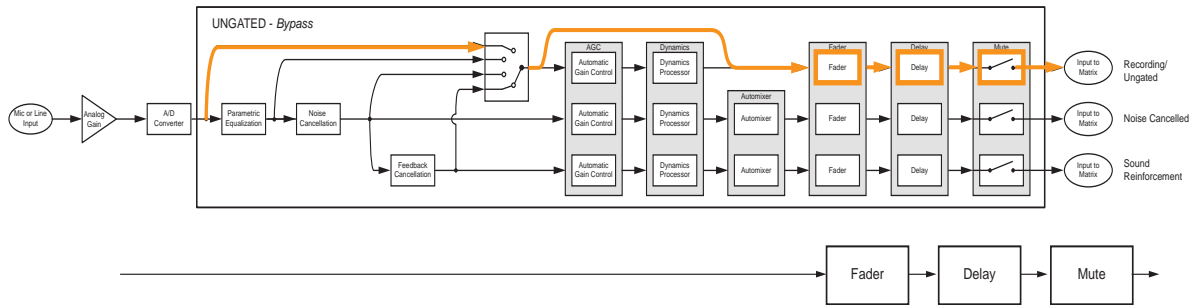 UNGATED - Bypass
AGC
Dynamics
Fader
Delay
Mute
Automatic
Gain Control
Dynamics
Processor
Fader
Delay
Input to
Matrix
Recording/
Ungated
Automixer
Mic or Line
Input
Analog
Gain
A/D
Converter
Parametric
Equalization
Noise
Cancellation
Automatic
Gain Control
Dynamics
Processor
Automixer
Fader
Delay
Input to
Matrix
Noise Cancelled
Feedback
Cancellation
Automatic
Gain Control
Dynamics
Processor
Automixer
Fader
Delay
Input to
Matrix
Sound
Reinforcement
Fader
Delay
Mute